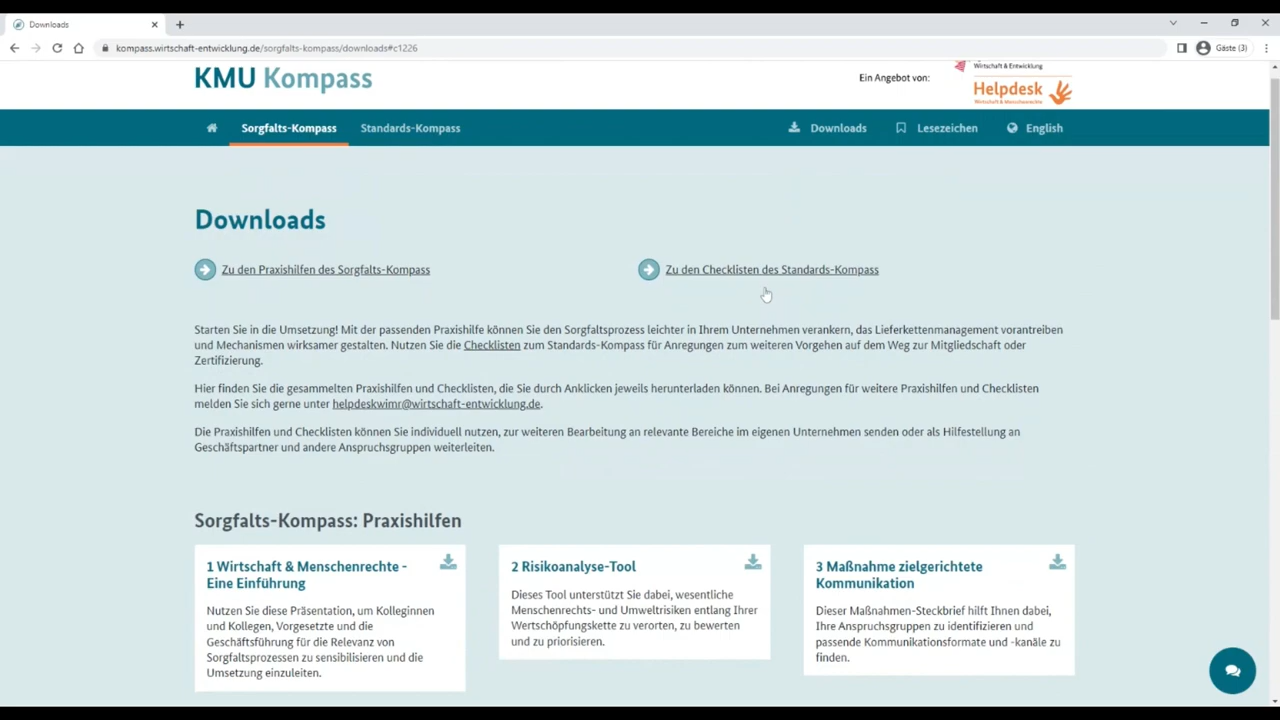 Downloads
kompass.wirtschaft-entwicklung.de/sorgfalts-kompass/downloads#c1226
Gäste (3)
KMU Kompass
Ein Angebot von:
Wirtschaft & Entwicklung
Helpdesk
Wirtschaft & Menschenrechte
Sorgfalts-Kompass
Standards-Kompass
Downloads
Lesezeichen
English
Downloads
Zu den Praxishilfen des Sorgfalts-Kompass
Zu den Checklisten des Standards-Kompass
Starten Sie in die Umsetzung! Mit der passenden Praxishilfe können Sie den Sorgfaltsprozess leichter in Ihrem Unternehmen verankern, das Lieferkettenmanagement vorantreiben
und Mechanismen wirksamer gestalten. Nutzen Sie die Checklisten zum Standards-Kompass für Anregungen zum weiteren Vorgehen auf dem Weg zur Mitgliedschaft oder
Zertifizierung.
Hier finden Sie die gesammelten Praxishilfen und Checklisten, die Sie durch Anklicken jeweils herunterladen können. Bei Anregungen für weitere Praxishilfen und Checklisten
melden Sie sich gerne unter helpdeskwimr@wirtschaft-entwicklung.de.
Die Praxishilfen und Checklisten können Sie individuell nutzen, zur weiteren Bearbeitung an relevante Bereiche im eigenen Unternehmen senden oder als Hilfestellung an
Geschäftspartner und andere Anspruchsgruppen weiterleiten.
Sorgfalts-Kompass: Praxishilfen
1 Wirtschaft & Menschenrechte -
Eine Einführung
Nutzen Sie diese Präsentation, um Kolleginnen
und Kollegen, Vorgesetzte und die
Geschäftsführung für die Relevanz von
Sorgfaltsprozessen zu sensibilisieren und die
Umsetzung einzuleiten.
2 Risikoanalyse-Tool
Dieses Tool unterstützt Sie dabei, wesentliche
Menschenrechts- und Umweltrisiken entlang Ihrer
Wertschöpfungskette zu verorten, zu bewerten
und zu priorisieren.
3 Maßnahme zielgerichtete
Kommunikation
Dieser Maßnahmen-Steckbrief hilft Ihnen dabei,
Ihre Anspruchsgruppen zu identifizieren und
passende Kommunikationsformate und -kanäle zu
finden.